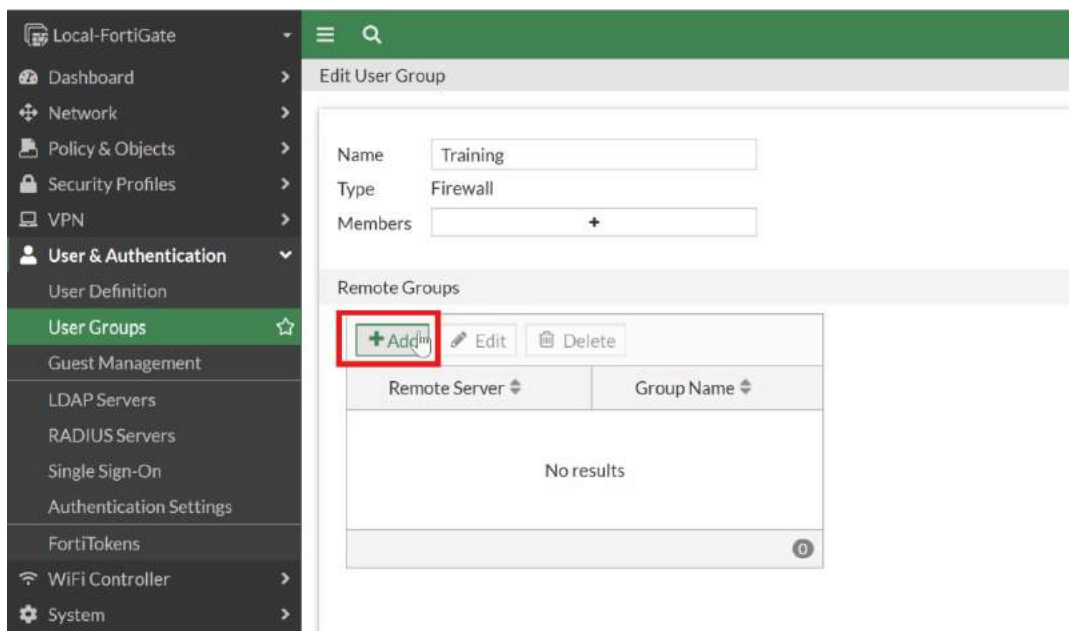 Local-FortiGate
Dashboard
Network
Policy & Objects
Security Profiles
VPN
User & Authentication
User Definition
User Groups
Guest Management
LDAP Servers
RADIUS Servers
Single Sign-On
Authentication Settings
FortiTokens
WiFi Controller
System
Edit User Group
Name Training
Type Firewall
Members +
Remote Groups
+ Add Edit Delete
Remote Server Group Name
No results
0